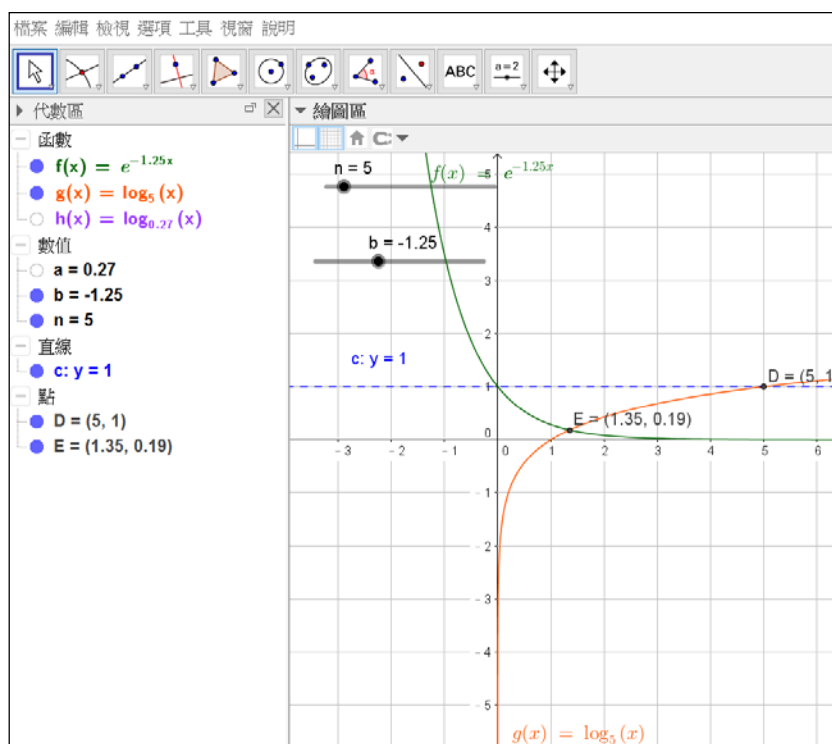 檔案 編輯 檢視 選項 工具 視窗 說明
ABC
a=2
代數區
函數
f(x) = e^{-1.25x}
g(x) = log₅(x)
h(x) = log₀.₂₇(x)
數值
a = 0.27
b = -1.25
n = 5
直線
c: y = 1
點
D = (5, 1)
E = (1.35, 0.19)
繪圖區
n = 5
f(x) = e^{-1.25x}
b = -1.25
c: y = 1
D = (5, 1
E = (1.35, 0.19)
5
4
3
2
1
0
-3 -2 -1 0 1 2 3 4 5 6
-1
-2
-3
-4
-5
g(x) = log₅(x)